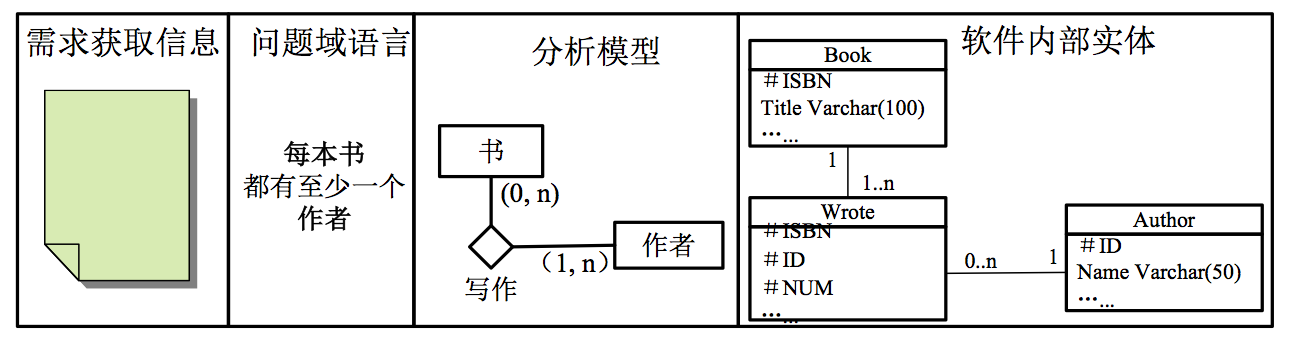 需求获取信息
问题域语言
每本书
都有至少一个
作者
分析模型
书
(0, n)
写作
（1, n）
作者
软件内部实体
Book
＃ISBN
Title Varchar(100)
……
1
1..n
Wrote
＃ISBN
＃ID
＃NUM
……
0..n
1
Author
＃ID
Name Varchar(50)
……